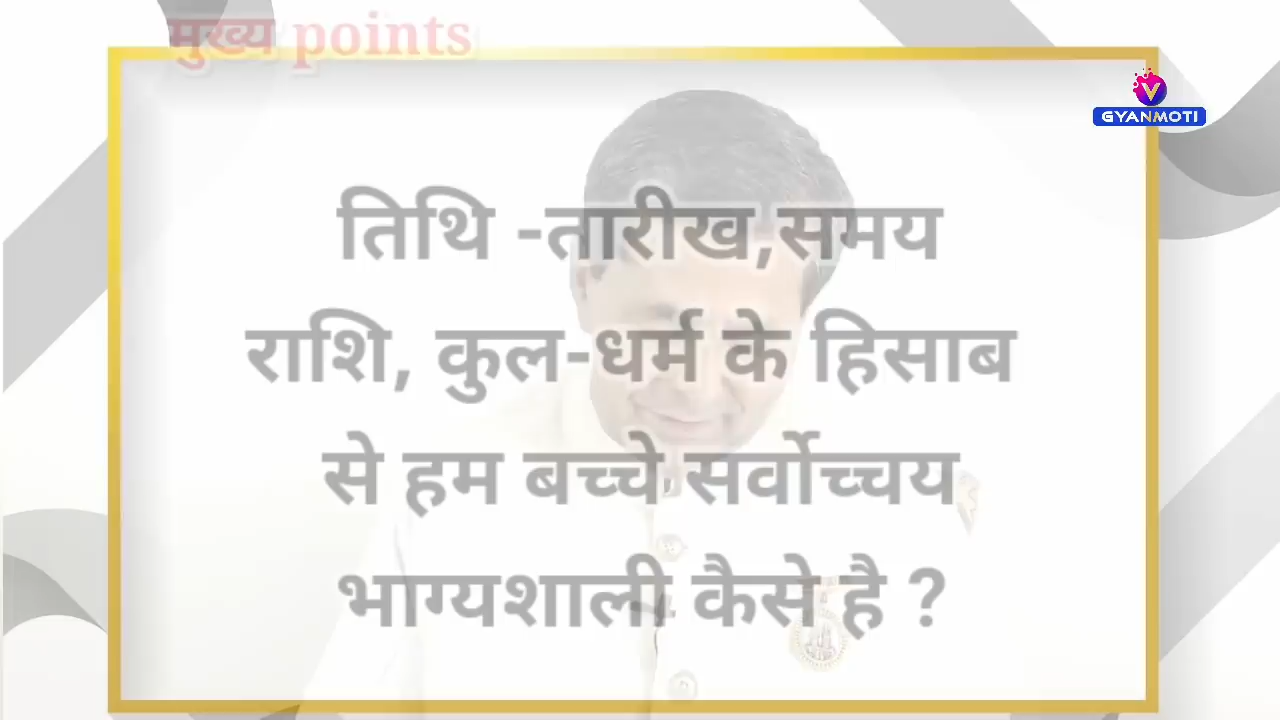 मुख्य points
V
GYANMOTI
तिथि -तारीख,समय
राशि, कुल-धर्म के हिसाब
से हम बच्चे सर्वोच्चय
भाग्यशाली कैसे है ?